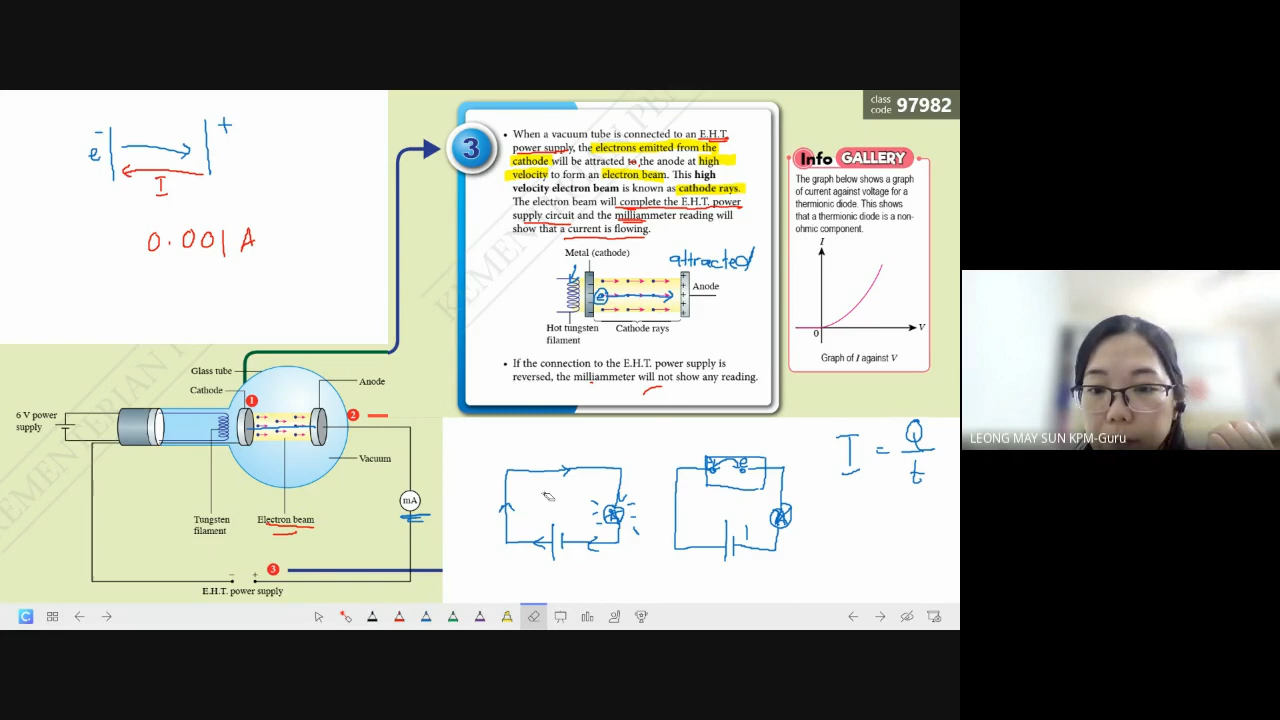 class
code 97982
- +
e
I
0.001 A
3
• When a vacuum tube is connected to an E.H.T.
power supply, the electrons emitted from the
cathode will be attracted to the anode at high
velocity to form an electron beam. This high
velocity electron beam is known as cathode rays.
The electron beam will complete the E.H.T. power
supply circuit and the milliammeter reading will
show that a current is flowing.
Metal (cathode)
attracted
e
Anode
Hot tungsten
filament
Cathode rays
• If the connection to the E.H.T. power supply is
reversed, the milliammeter will not show any reading.
Info GALLERY
The graph below shows a graph
of current against voltage for a
thermionic diode. This shows
that a thermionic diode is a non-
ohmic component.
I
0
V
Graph of I against V
Glass tube
Cathode
Anode
1
2
6 V power
supply
Vacuum
mA
Tungsten
filament
Electron beam
3
- +
E.H.T. power supply
A
A
I = Q
t
LEONG MAY SUN KPM-Guru
KEMENTERIAN PEN
KEMENTERIAN P
C